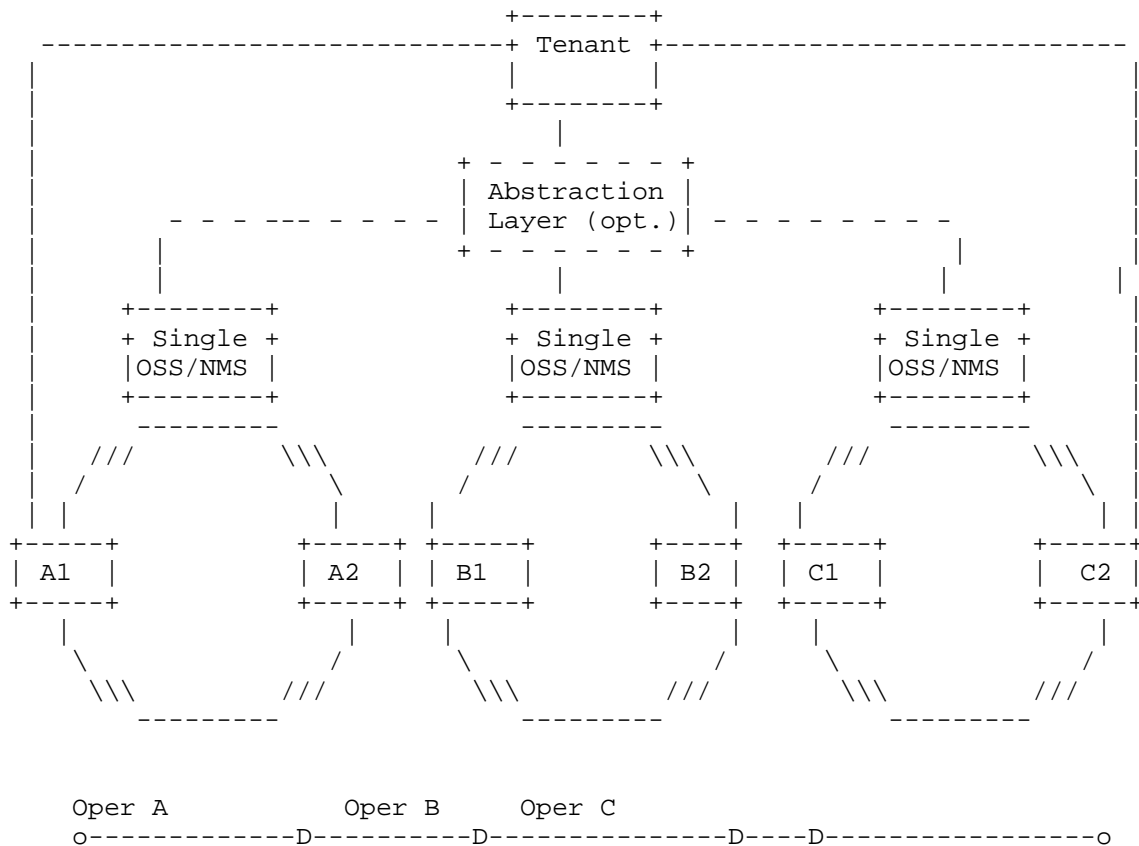 Tenant
Abstraction
Layer (opt.)
Single Single Single
OSS/NMS OSS/NMS OSS/NMS
A1 A2 B1 B2 C1 C2
Oper A Oper B Oper C
o-------------D----------D---------------D----D-----------------o